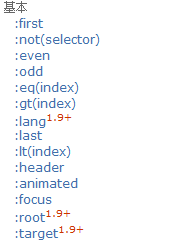 基本
:first
:not(selector)
:even
:odd
:eq(index)
:gt(index)
:lang1.9+
:last
:lt(index)
:header
:animated
:focus
:root1.9+
:target1.9+